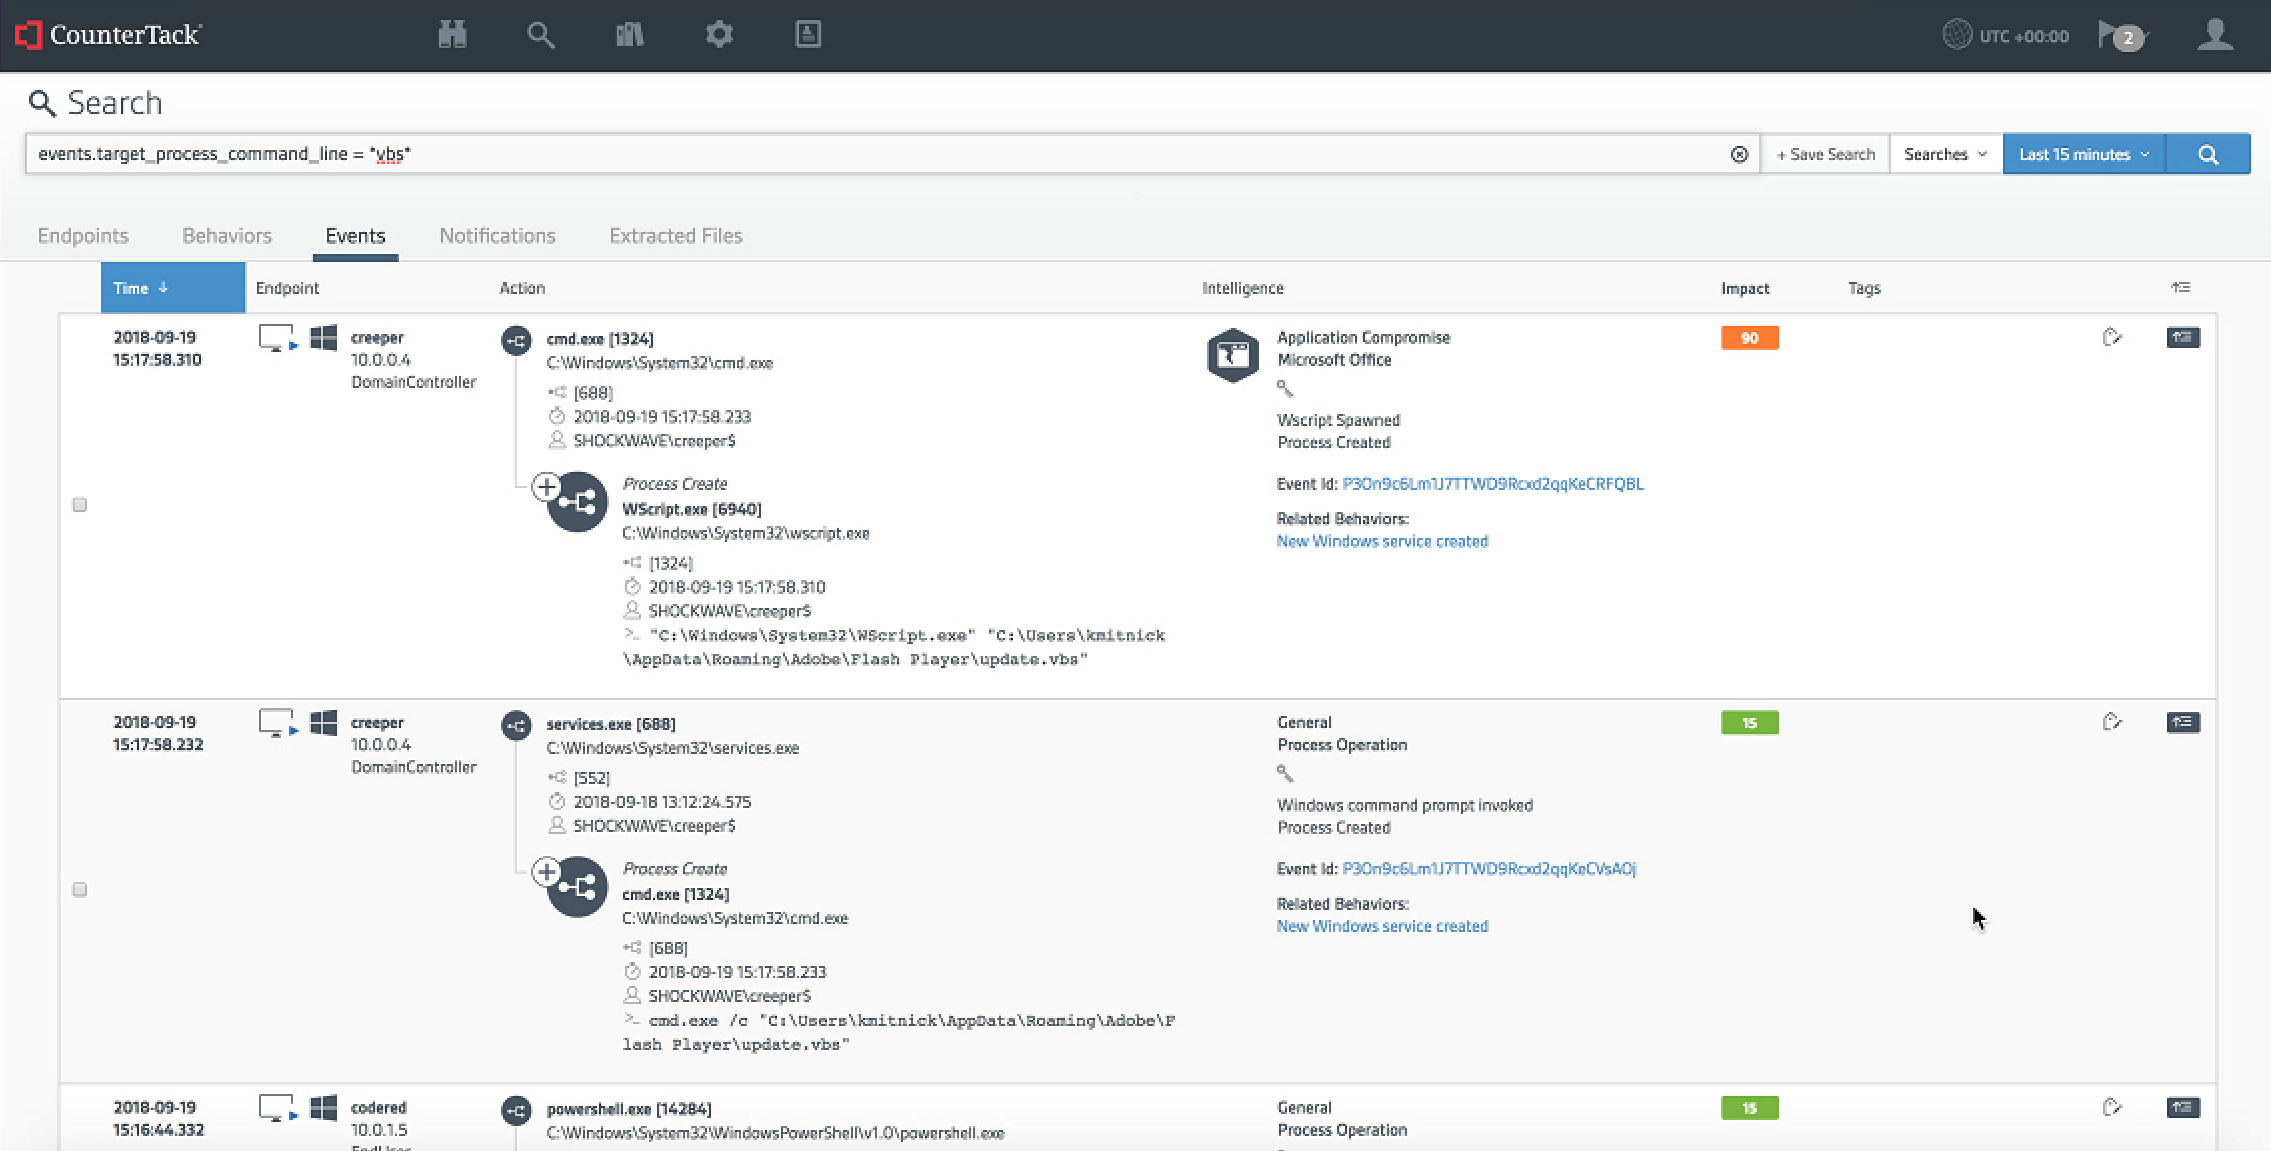 CounterTack
UTC +00:00
2
Search
events.target_process_command_line = *vbs*
+ Save Search
Searches
Last 15 minutes
Endpoints
Behaviors
Events
Notifications
Extracted Files
Time ↓
Endpoint
Action
Intelligence
Impact
Tags
2018-09-19
15:17:58.310
creeper
10.0.0.4
DomainController
cmd.exe [1324]
C:\Windows\System32\cmd.exe
[688]
2018-09-19 15:17:58.233
SHOCKWAVE\creeper$
Process Create
WScript.exe [6940]
C:\Windows\System32\wscript.exe
[1324]
2018-09-19 15:17:58.310
SHOCKWAVE\creeper$
>_ "C:\Windows\System32\WScript.exe" "C:\Users\kmitnick
\AppData\Roaming\Adobe\Flash Player\update.vbs"
Application Compromise
Microsoft Office
Wscript Spawned
Process Created
Event Id: P3On9c6Lm1J7TTWD9Rcxd2qqKeCRFQBL
Related Behaviors:
New Windows service created
90
2018-09-19
15:17:58.232
creeper
10.0.0.4
DomainController
services.exe [688]
C:\Windows\System32\services.exe
[552]
2018-09-18 13:12:24.575
SHOCKWAVE\creeper$
Process Create
cmd.exe [1324]
C:\Windows\System32\cmd.exe
[688]
2018-09-19 15:17:58.233
SHOCKWAVE\creeper$
>_ cmd.exe /c "C:\Users\kmitnick\AppData\Roaming\Adobe\F
lash Player\update.vbs"
General
Process Operation
Windows command prompt invoked
Process Created
Event Id: P3On9c6Lm1J7TTWD9Rcxd2qqKeCVsAOj
Related Behaviors:
New Windows service created
15
2018-09-19
15:16:44.332
codered
10.0.1.5
EndUser
powershell.exe [14284]
C:\Windows\System32\WindowsPowerShell\v1.0\powershell.exe
General
Process Operation
15